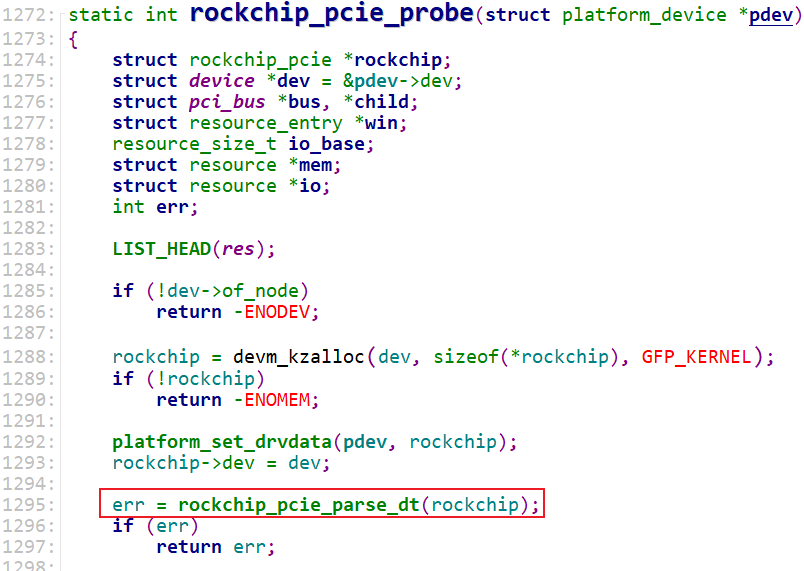 1272: static int rockchip_pcie_probe(struct platform_device *pdev)
1273: {
1274:     struct rockchip_pcie *rockchip;
1275:     struct device *dev = &pdev->dev;
1276:     struct pci_bus *bus, *child;
1277:     struct resource_entry *win;
1278:     resource_size_t io_base;
1279:     struct resource *mem;
1280:     struct resource *io;
1281:     int err;
1282:
1283:     LIST_HEAD(res);
1284:
1285:     if (!dev->of_node)
1286:         return -ENODEV;
1287:
1288:     rockchip = devm_kzalloc(dev, sizeof(*rockchip), GFP_KERNEL);
1289:     if (!rockchip)
1290:         return -ENOMEM;
1291:
1292:     platform_set_drvdata(pdev, rockchip);
1293:     rockchip->dev = dev;
1294:
1295:     err = rockchip_pcie_parse_dt(rockchip);
1296:     if (err)
1297:         return err;
1298: